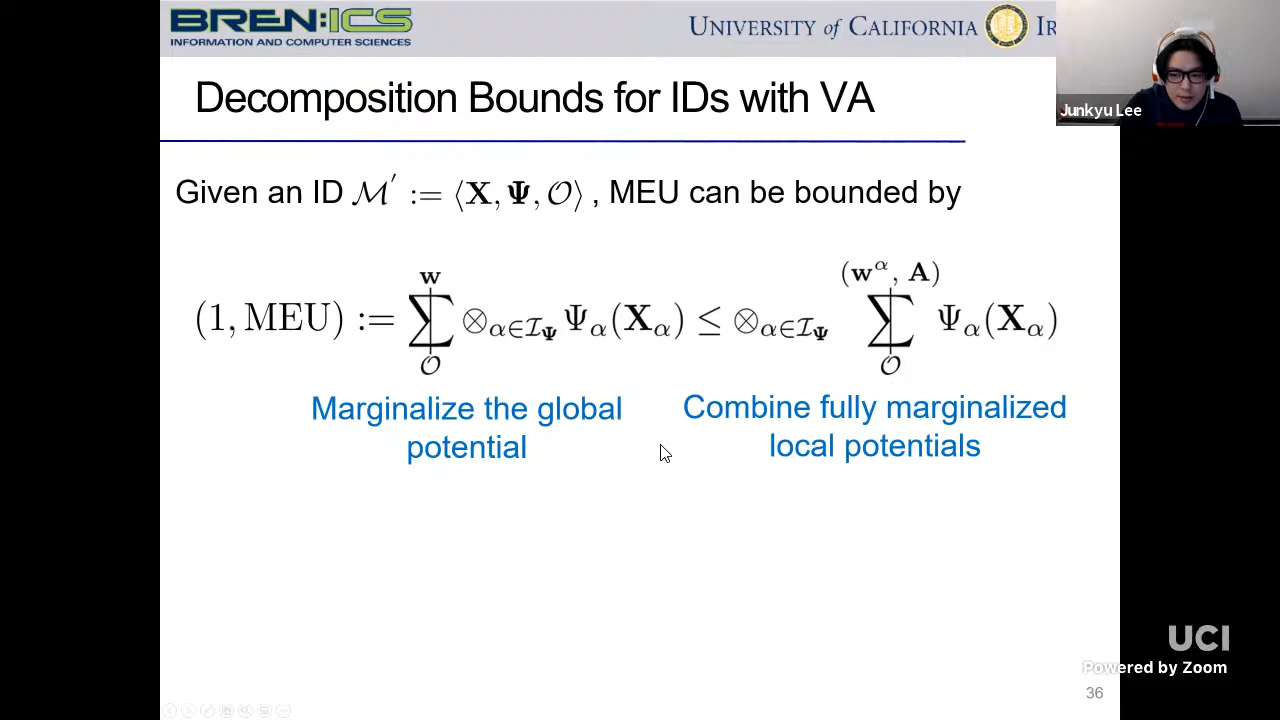 BREN:ICS
INFORMATION AND COMPUTER SCIENCES
UNIVERSITY of CALIFORNIA
Junkyu Lee
Decomposition Bounds for IDs with VA
Given an ID ℳ′ := ⟨X, Ψ, 𝒪⟩ , MEU can be bounded by
(1, MEU) := ∑^w_𝒪 ⊗_{α∈ℐ_Ψ} Ψ_α(X_α) ≤ ⊗_{α∈ℐ_Ψ} ∑^{(w^α, A)}_𝒪 Ψ_α(X_α)
Marginalize the global
potential
Combine fully marginalized
local potentials
UCI
Powered by Zoom
36